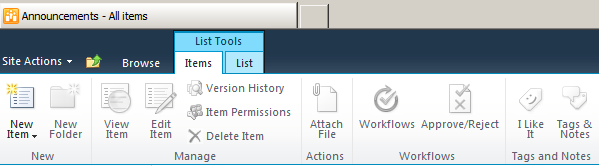 Announcements - All items
List Tools
Site Actions Browse Items List
New Item New Folder View Item Edit Item Version History Item Permissions Delete Item Attach File Workflows Approve/Reject I Like It Tags & Notes
New Manage Actions Workflows Tags and Notes